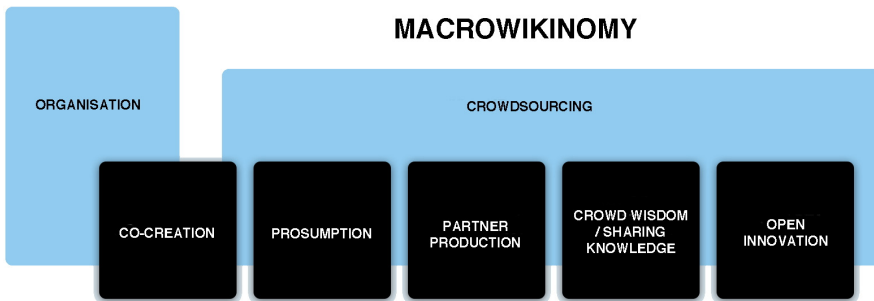 MACROWIKINOMY
ORGANISATION
CROWDSOURCING
CO-CREATION
PROSUMPTION
PARTNER
PRODUCTION
CROWD WISDOM
/ SHARING
KNOWLEDGE
OPEN
INNOVATION